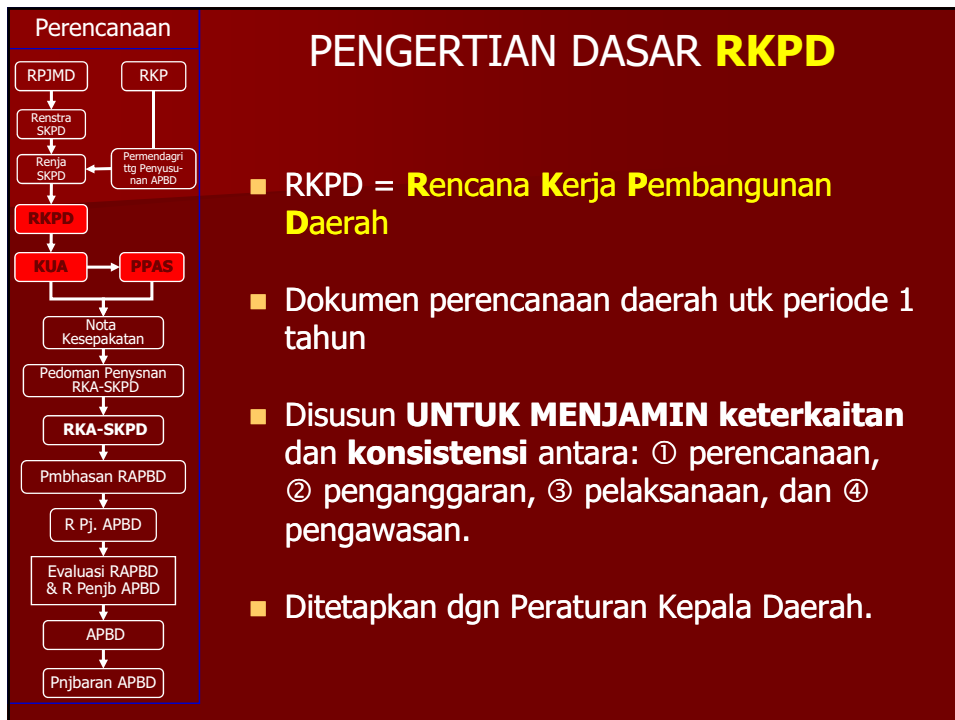 Perencanaan
RPJMD
RKP
Renstra
SKPD
Renja
SKPD
Permendagri
ttg Penyusu-
nan APBD
RKPD
KUA
PPAS
Nota
Kesepakatan
Pedoman Penysnan
RKA-SKPD
RKA-SKPD
Pmbhasan RAPBD
R Pj. APBD
Evaluasi RAPBD
& R Penjb APBD
APBD
Pnjbaran APBD
PENGERTIAN DASAR RKPD
RKPD = Rencana Kerja Pembangunan
Daerah
Dokumen perencanaan daerah utk periode 1
tahun
Disusun UNTUK MENJAMIN keterkaitan
dan konsistensi antara: ① perencanaan,
② penganggaran, ③ pelaksanaan, dan ④
pengawasan.
Ditetapkan dgn Peraturan Kepala Daerah.